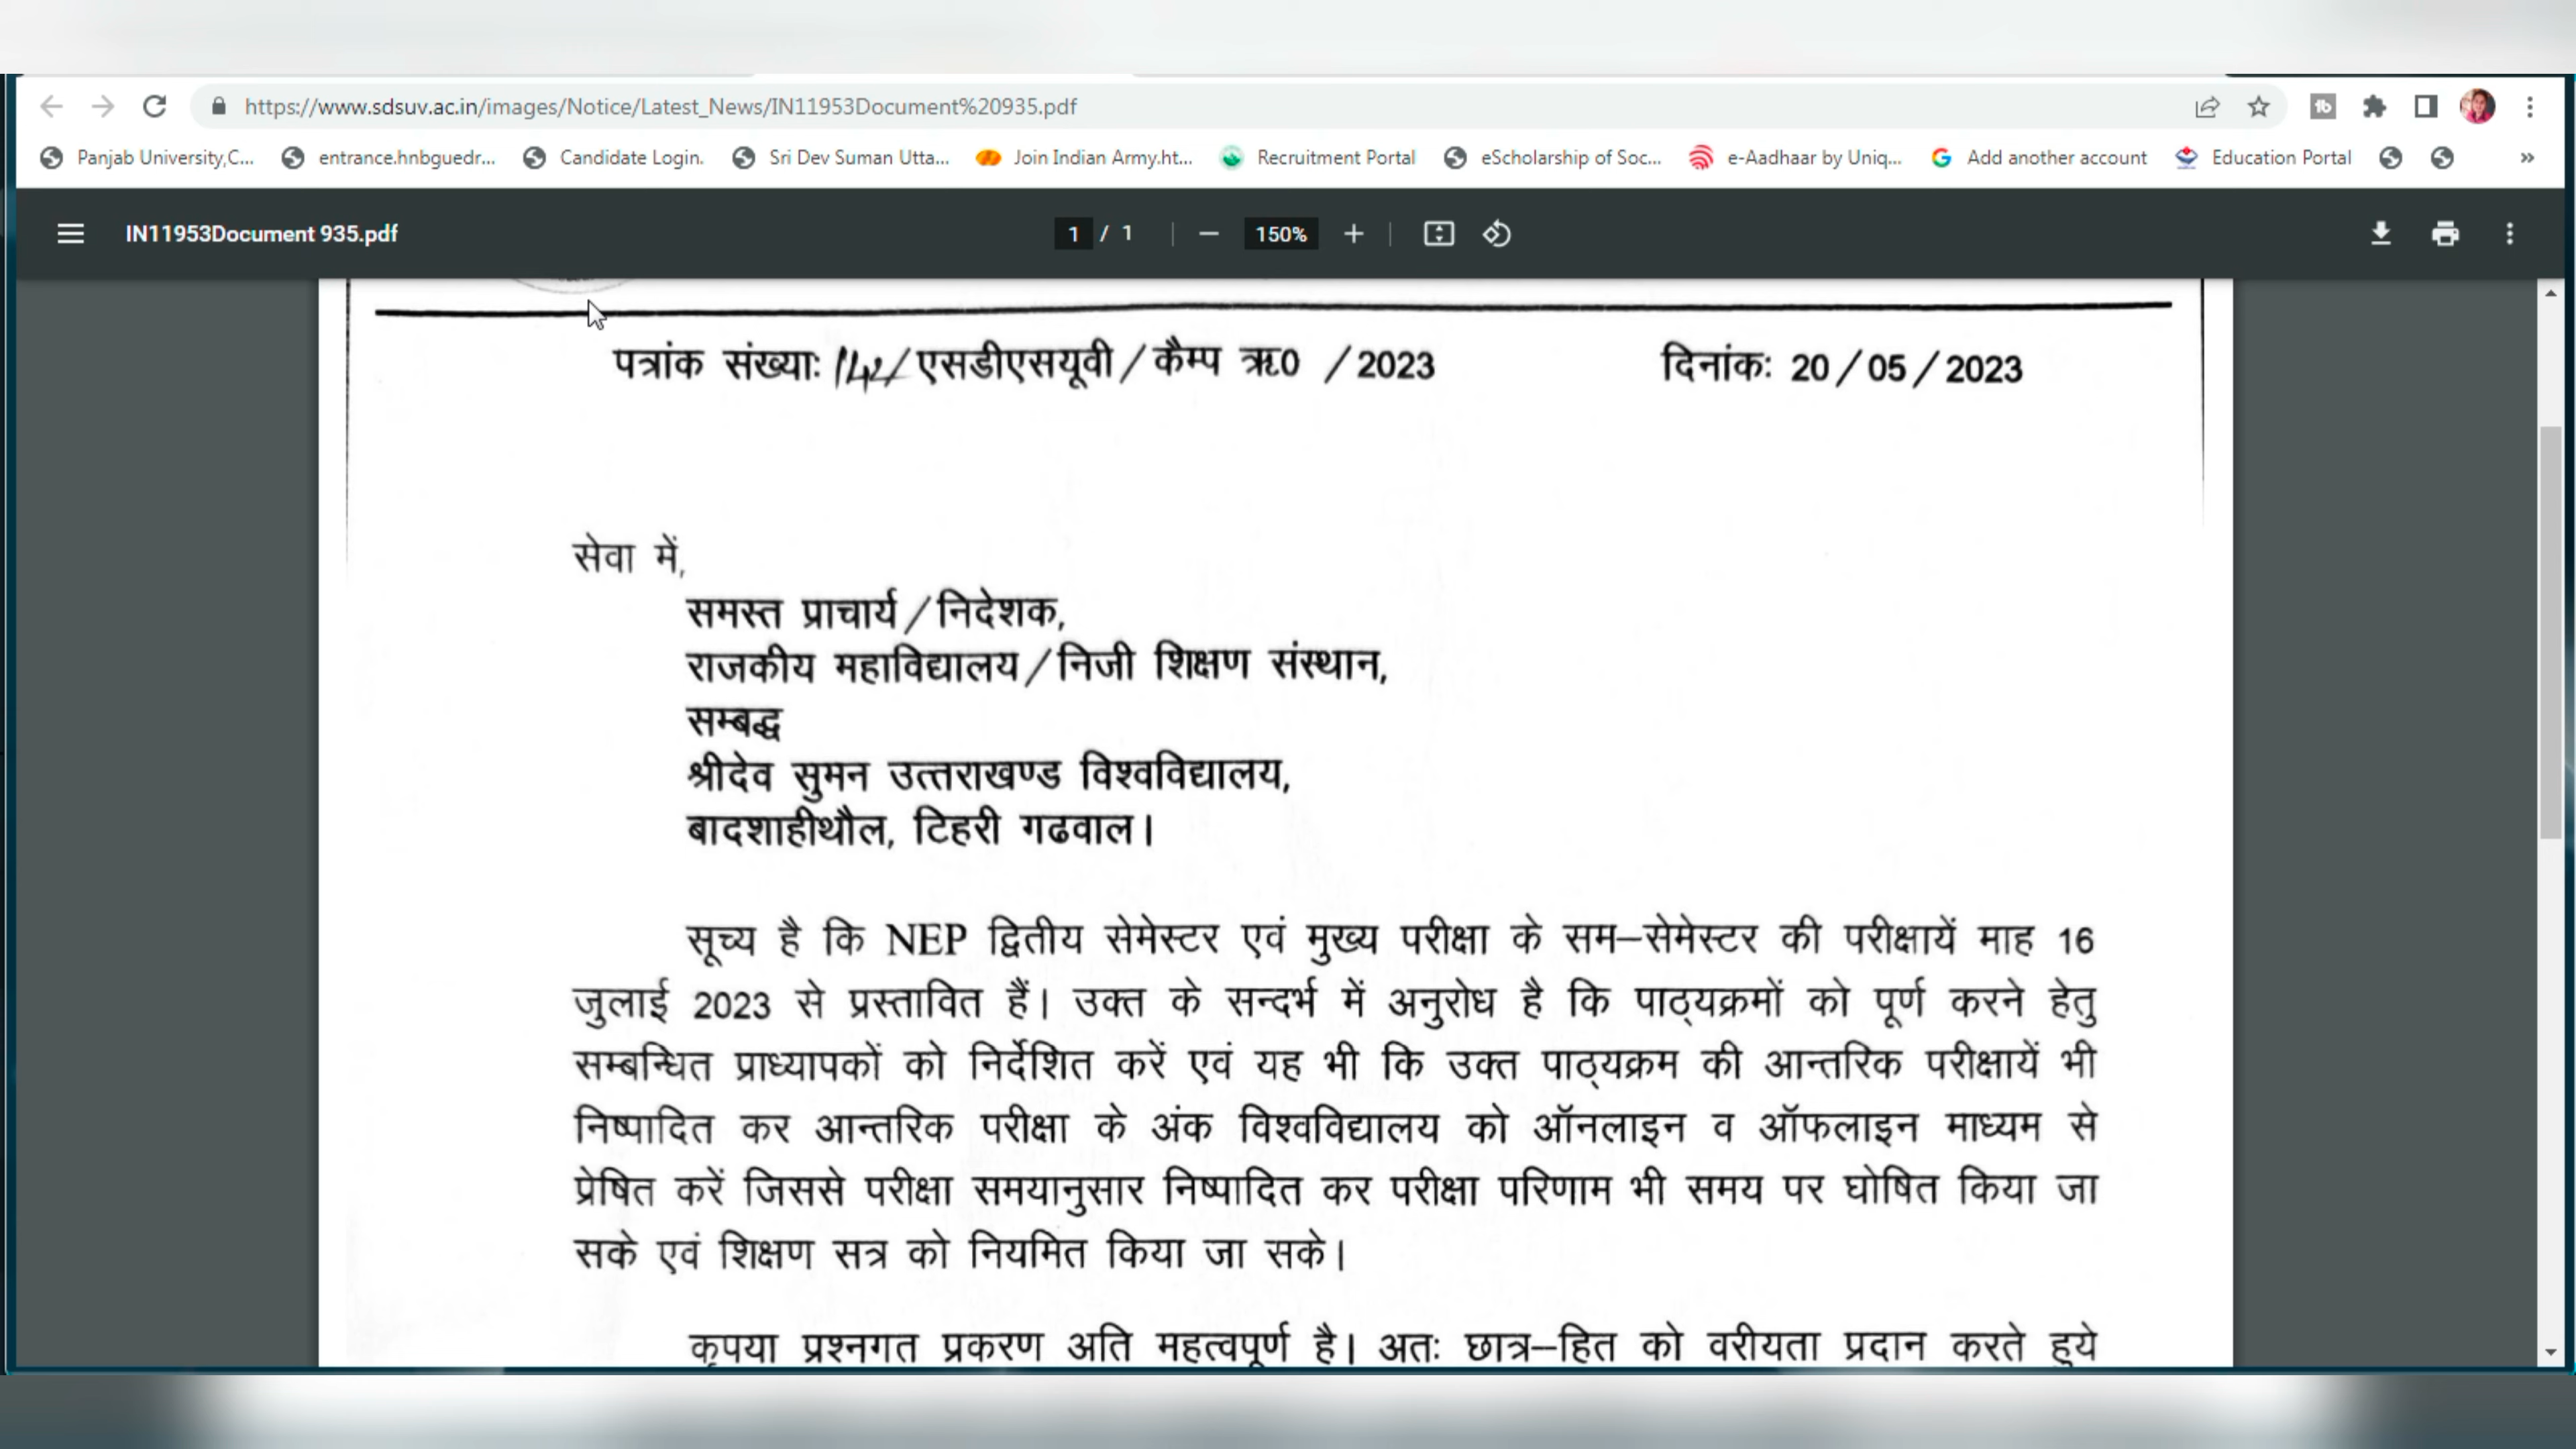 https://www.sdsuv.ac.in/images/Notice/Latest_News/IN11953Document%20935.pdf
Panjab University,C... entrance.hnbguedr... Candidate Login. Sri Dev Suman Utta... Join Indian Army.ht... Recruitment Portal eScholarship of Soc... e-Aadhaar by Uniq... Add another account Education Portal »
IN11953Document 935.pdf 1 / 1 150%
पत्रांक संख्याः /एसडीएसयूवी/कैम्प ऋ0 /2023 दिनांकः 20/05/2023
सेवा में,
समस्त प्राचार्य/निदेशक,
राजकीय महाविद्यालय/निजी शिक्षण संस्थान,
सम्बद्ध
श्रीदेव सुमन उत्तराखण्ड विश्वविद्यालय,
बादशाहीथौल, टिहरी गढवाल।
सूच्य है कि NEP द्वितीय सेमेस्टर एवं मुख्य परीक्षा के सम–सेमेस्टर की परीक्षायें माह 16
जुलाई 2023 से प्रस्तावित हैं। उक्त के सन्दर्भ में अनुरोध है कि पाठ्यक्रमों को पूर्ण करने हेतु
सम्बन्धित प्राध्यापकों को निर्देशित करें एवं यह भी कि उक्त पाठ्यक्रम की आन्तरिक परीक्षायें भी
निष्पादित कर आन्तरिक परीक्षा के अंक विश्वविद्यालय को ऑनलाइन व ऑफलाइन माध्यम से
प्रेषित करें जिससे परीक्षा समयानुसार निष्पादित कर परीक्षा परिणाम भी समय पर घोषित किया जा
सके एवं शिक्षण सत्र को नियमित किया जा सके।
कृपया प्रश्नगत प्रकरण अति महत्वपूर्ण है। अतः छात्र–हित को वरीयता प्रदान करते हुये